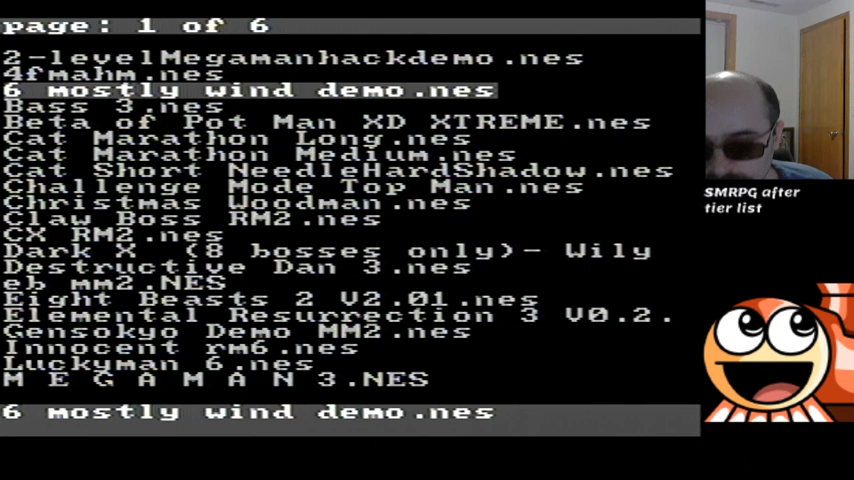 page: 1 of 6
2-levelMegamanhackdemo.nes
4fmahm.nes
6 mostly wind demo.nes
Bass 3.nes
Beta of Pot Man XD XTREME.nes
Cat Marathon Long.nes
Cat Marathon Medium.nes
Cat Short NeedleHardShadow.nes
Challenge Mode Top Man.nes
Christmas Woodman.nes
Claw Boss RM2.nes
CX RM2.nes
Dark X (8 bosses only)- Wily
Destructive Dan 3.nes
eb mm2.NES
Eight Beasts 2 V2.01.nes
Elemental Resurrection 3 V0.2.
Gensokyo Demo MM2.nes
Innocent rm6.nes
Luckyman 6.nes
M E G A M A N 3.NES
6 mostly wind demo.nes
SMRPG after
tier list